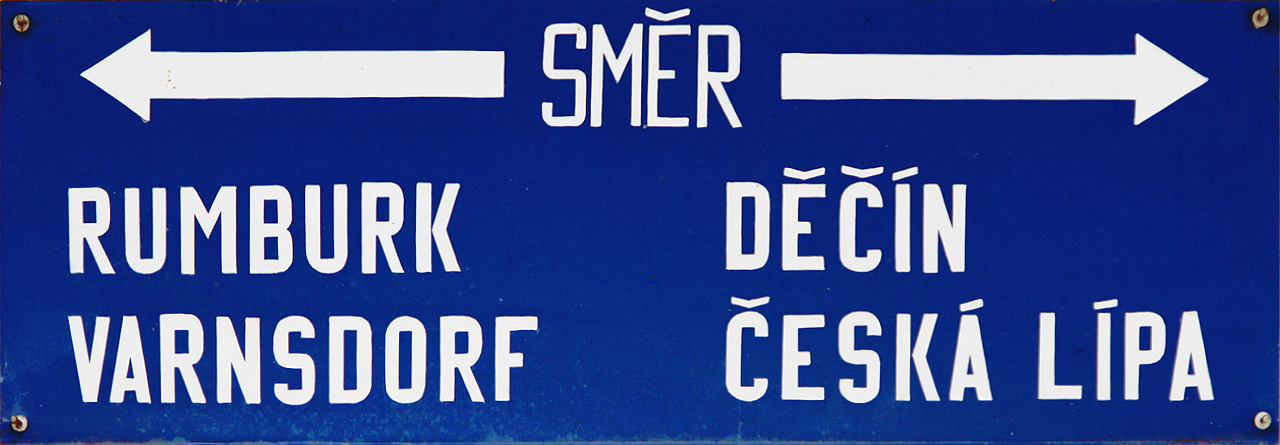 SMĚR
RUMBURK DĚČÍN
VARNSDORF ČESKÁ LÍPA